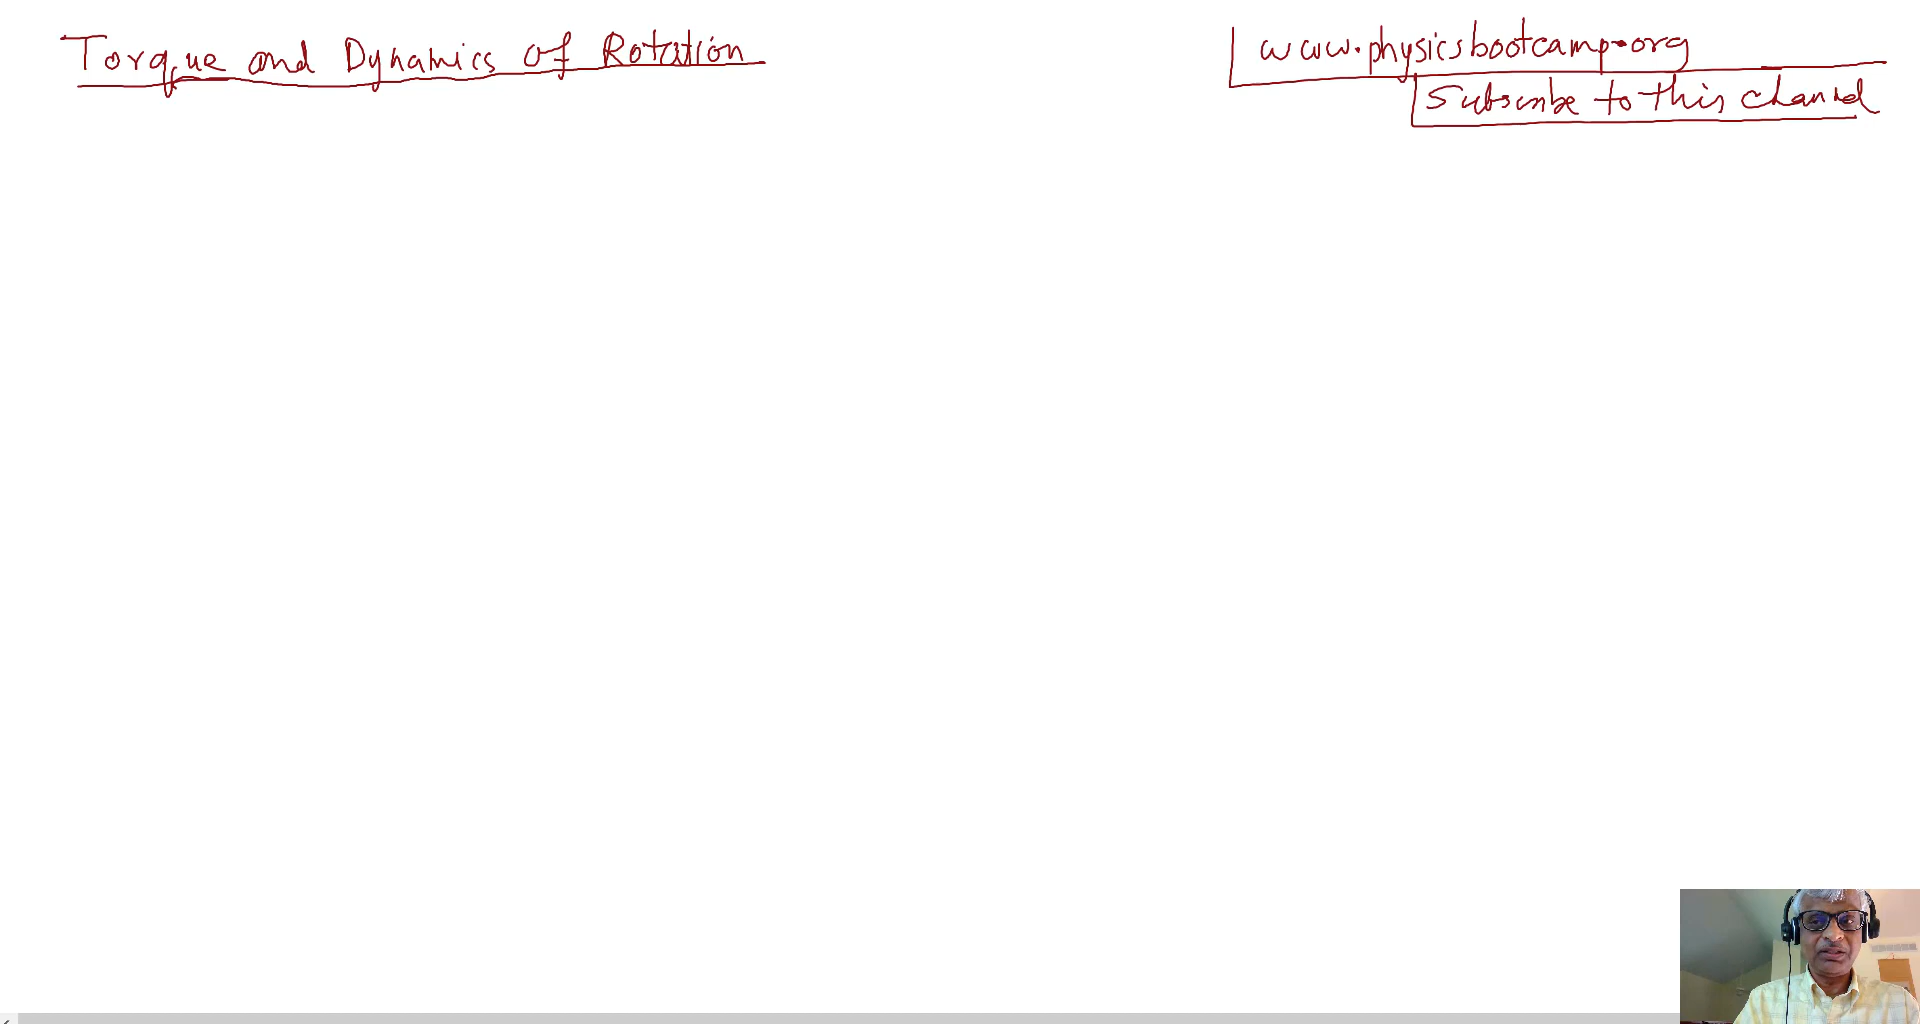 Torque and Dynamics of Rotation
www.physicsbootcamp.org
Subscribe to this channel